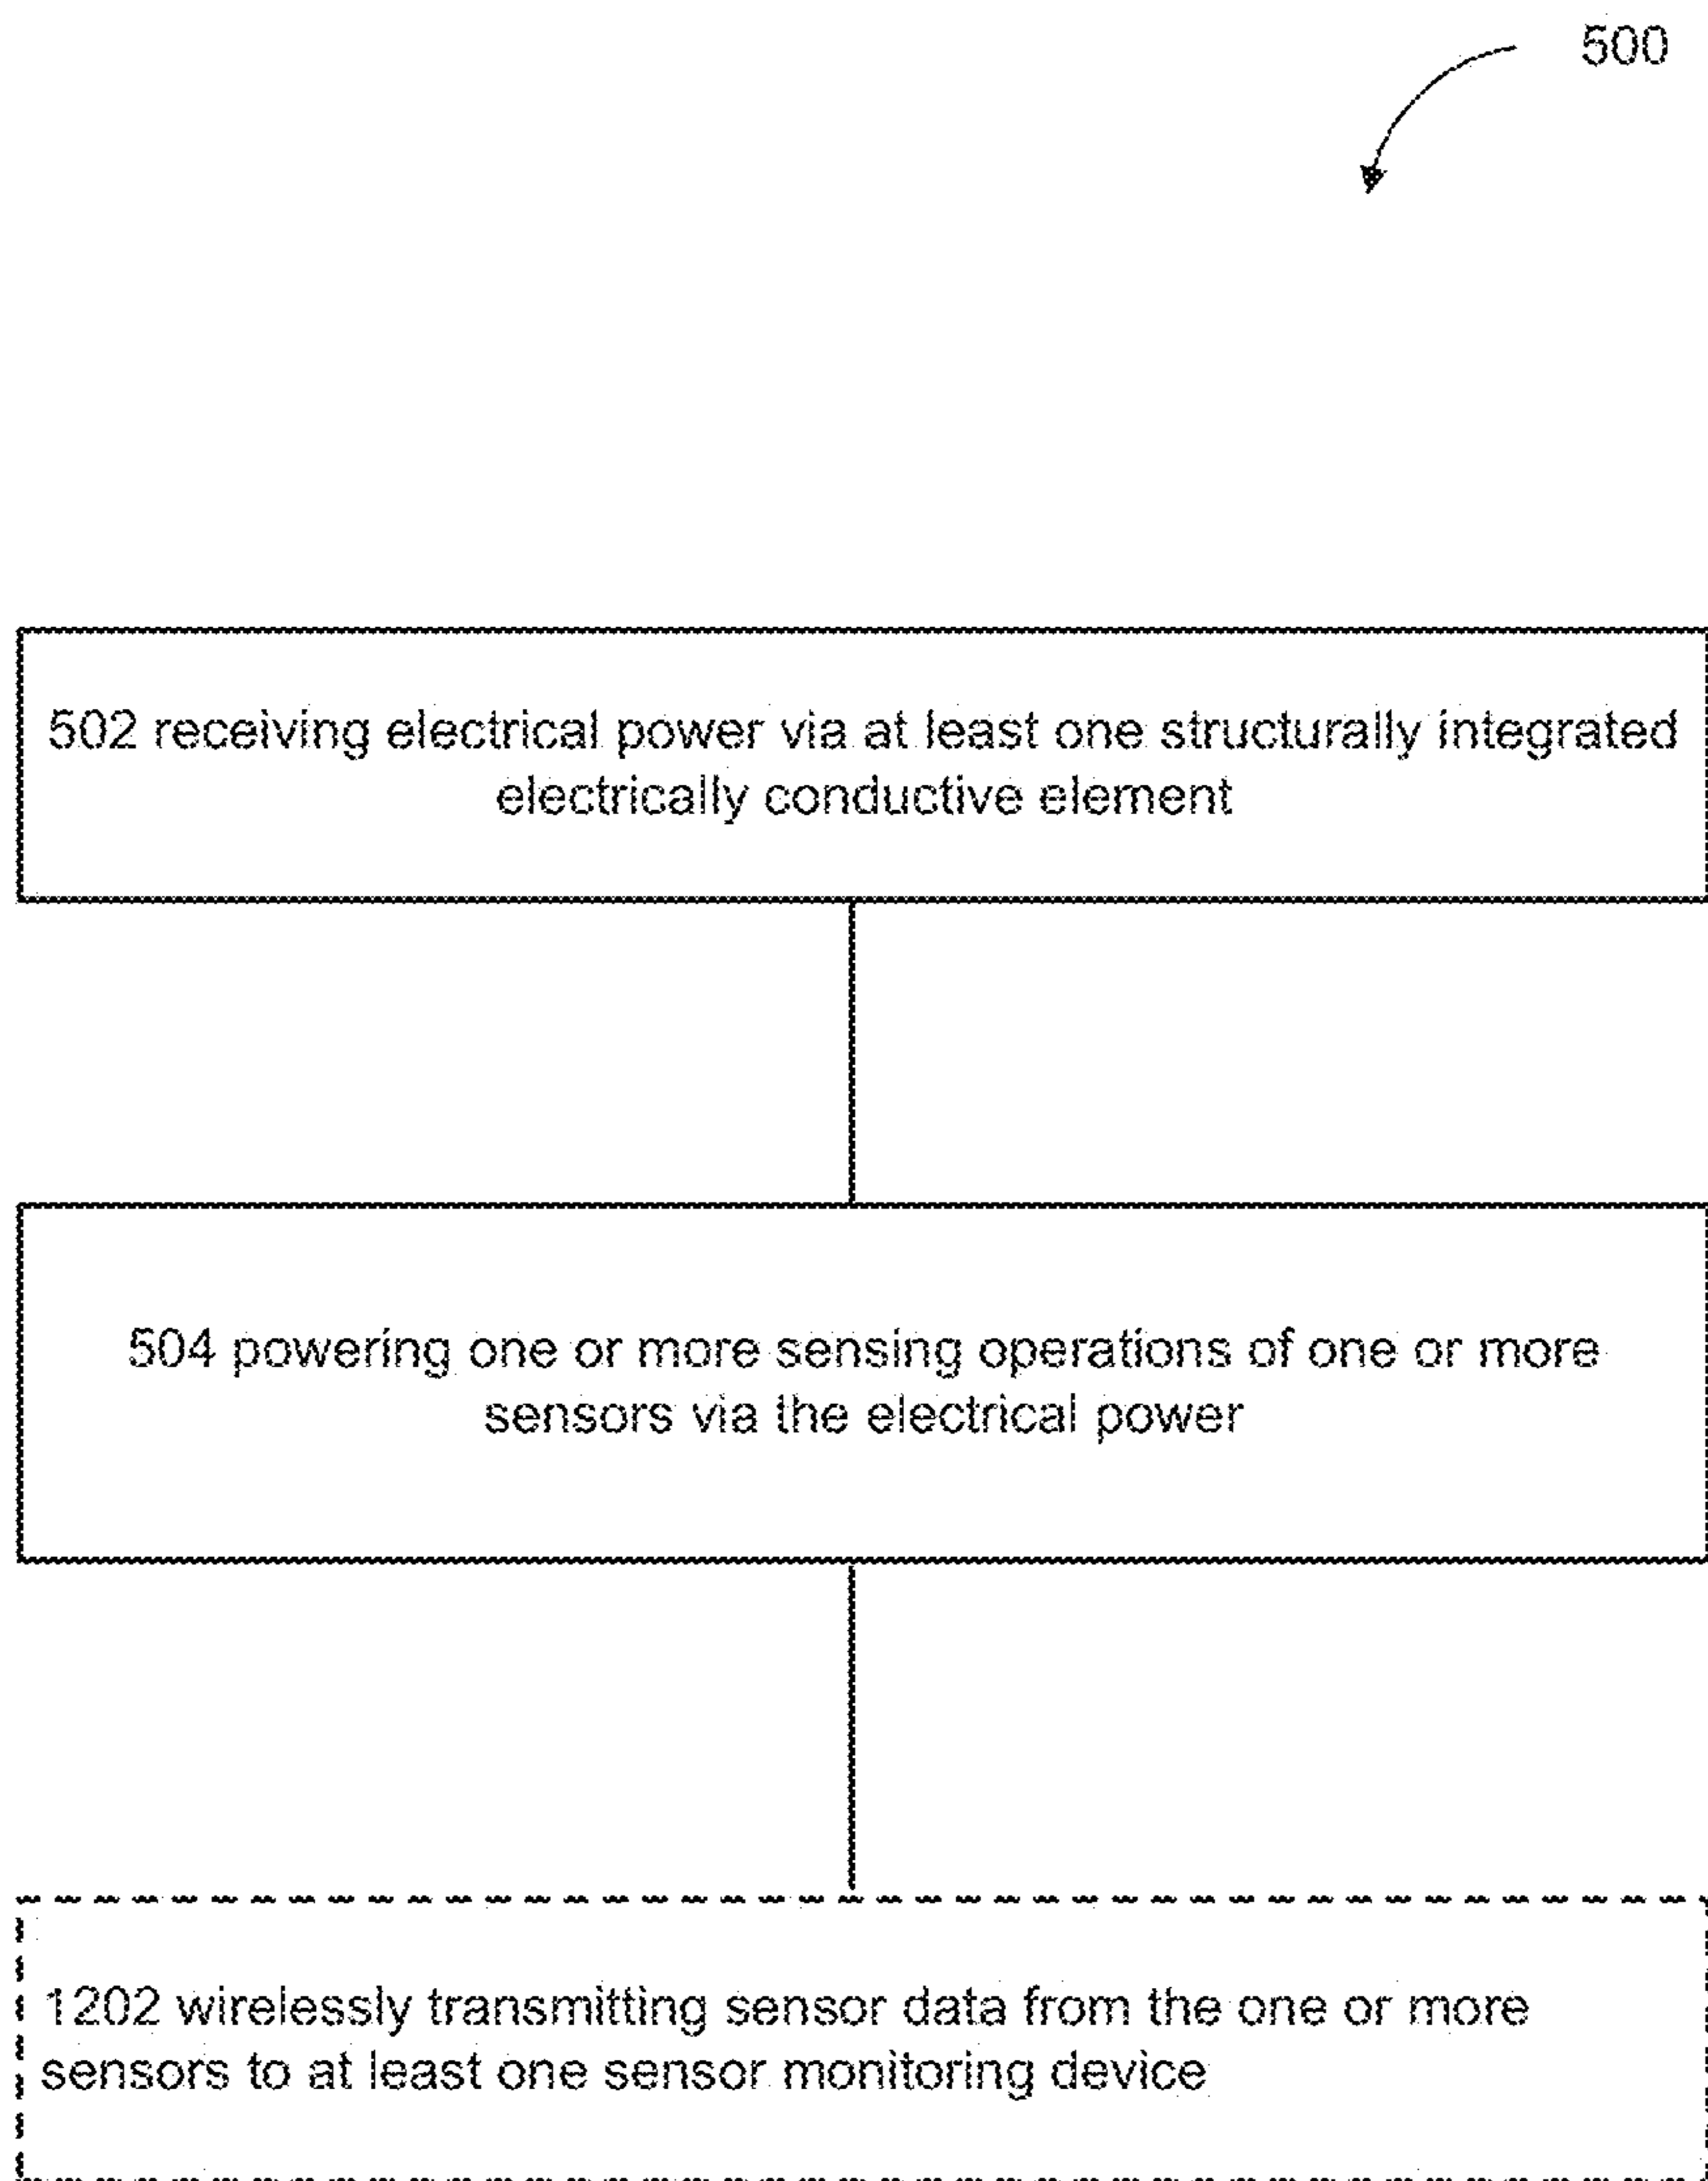 500
502 receiving electrical power via at least one structurally integrated
electrically conductive element
504 powering one or more sensing operations of one or more
sensors via the electrical power
1202 wirelessly transmitting sensor data from the one or more
sensors to at least one sensor monitoring device